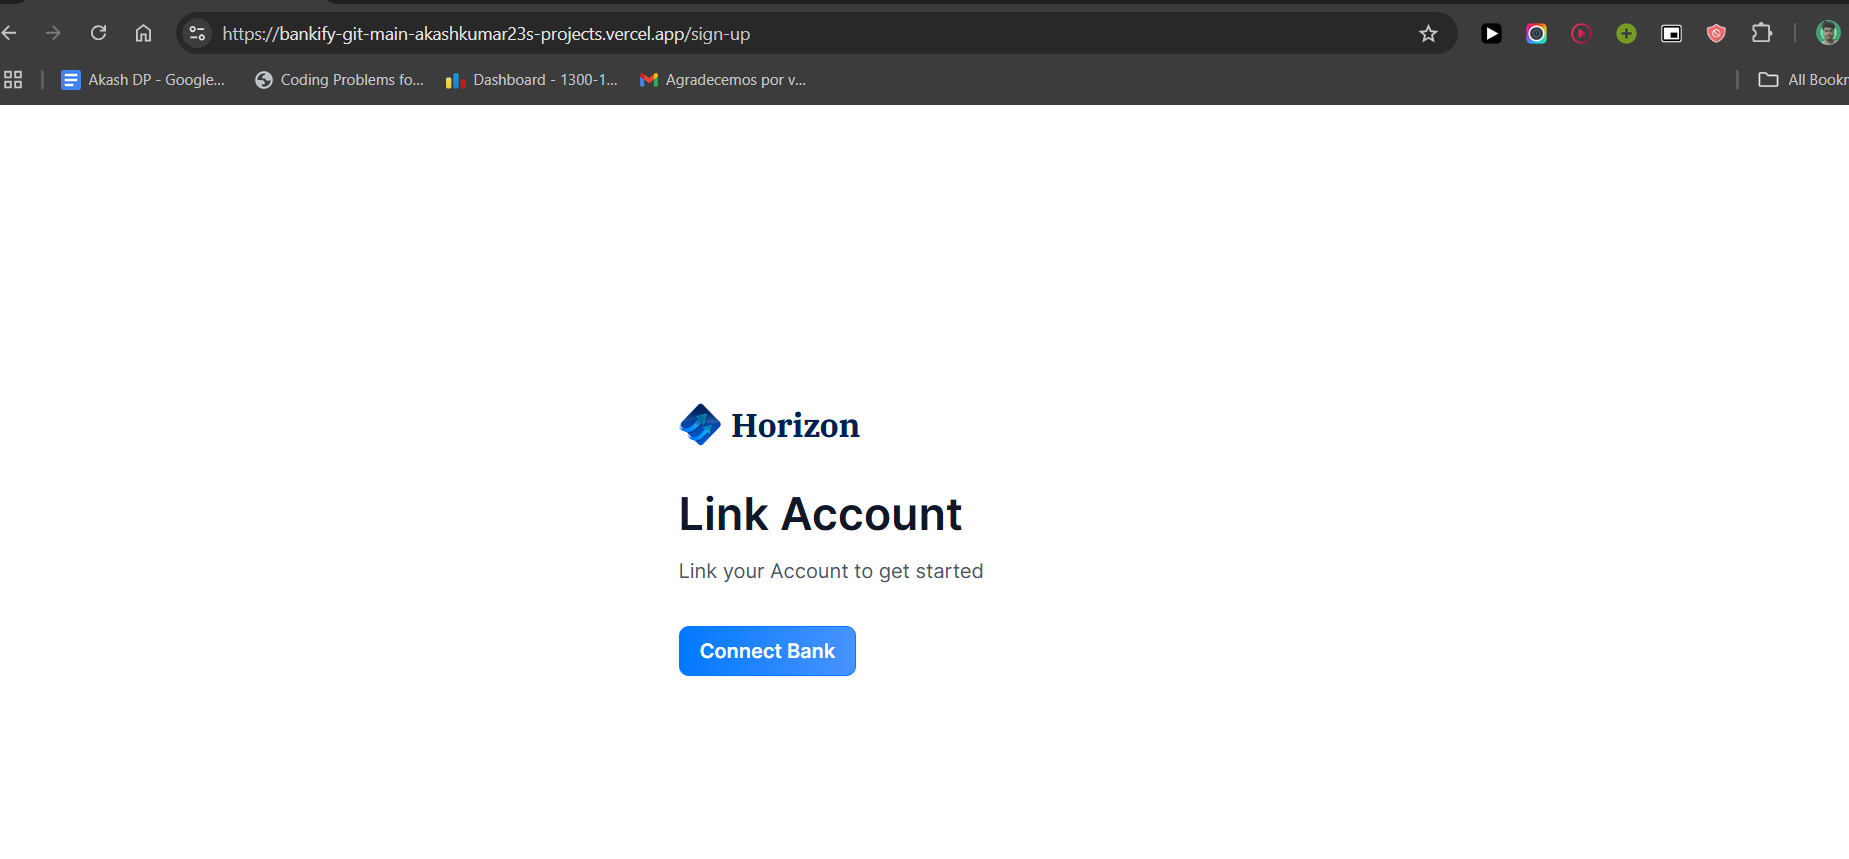 https://bankify-git-main-akashkumar23s-projects.vercel.app/sign-up
Akash DP - Google... Coding Problems fo... Dashboard - 1300-1... Agradecemos por v... All Bookr
Horizon
Link Account
Link your Account to get started
Connect Bank